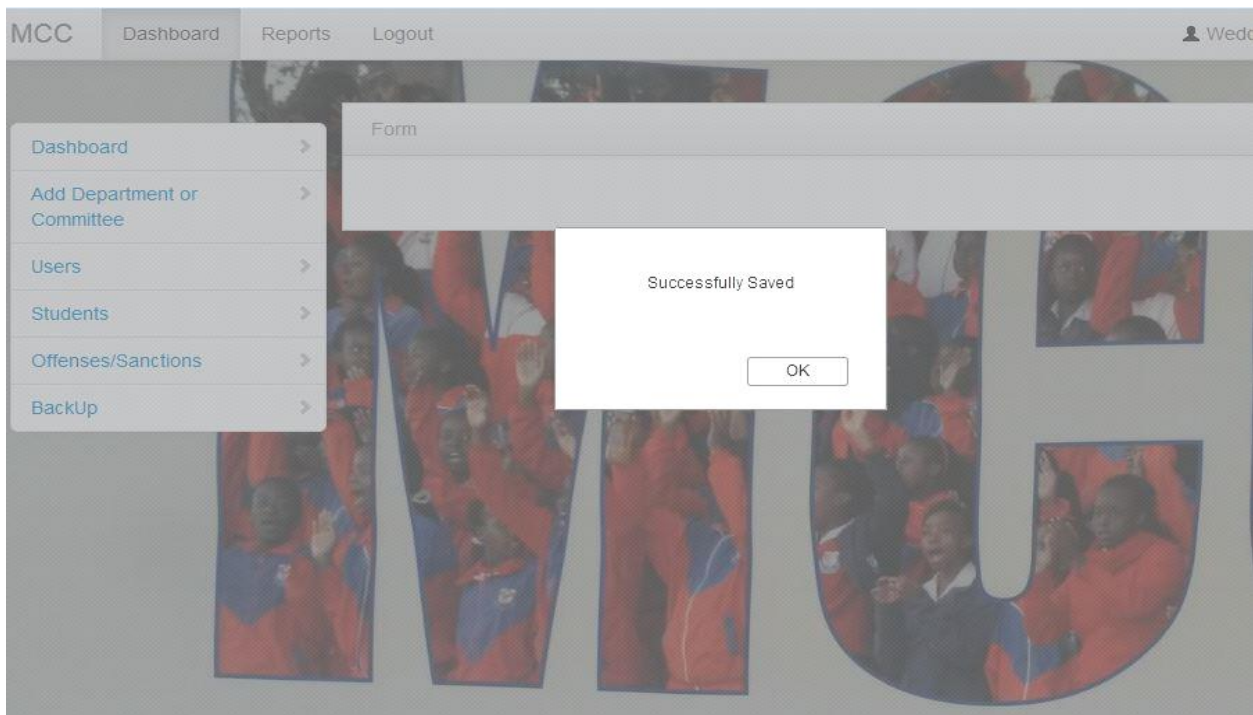 MCC Dashboard Reports Logout
Form
Dashboard
Add Department or
Committee
Users
Students
Offenses/Sanctions
BackUp
Successfully Saved
OK